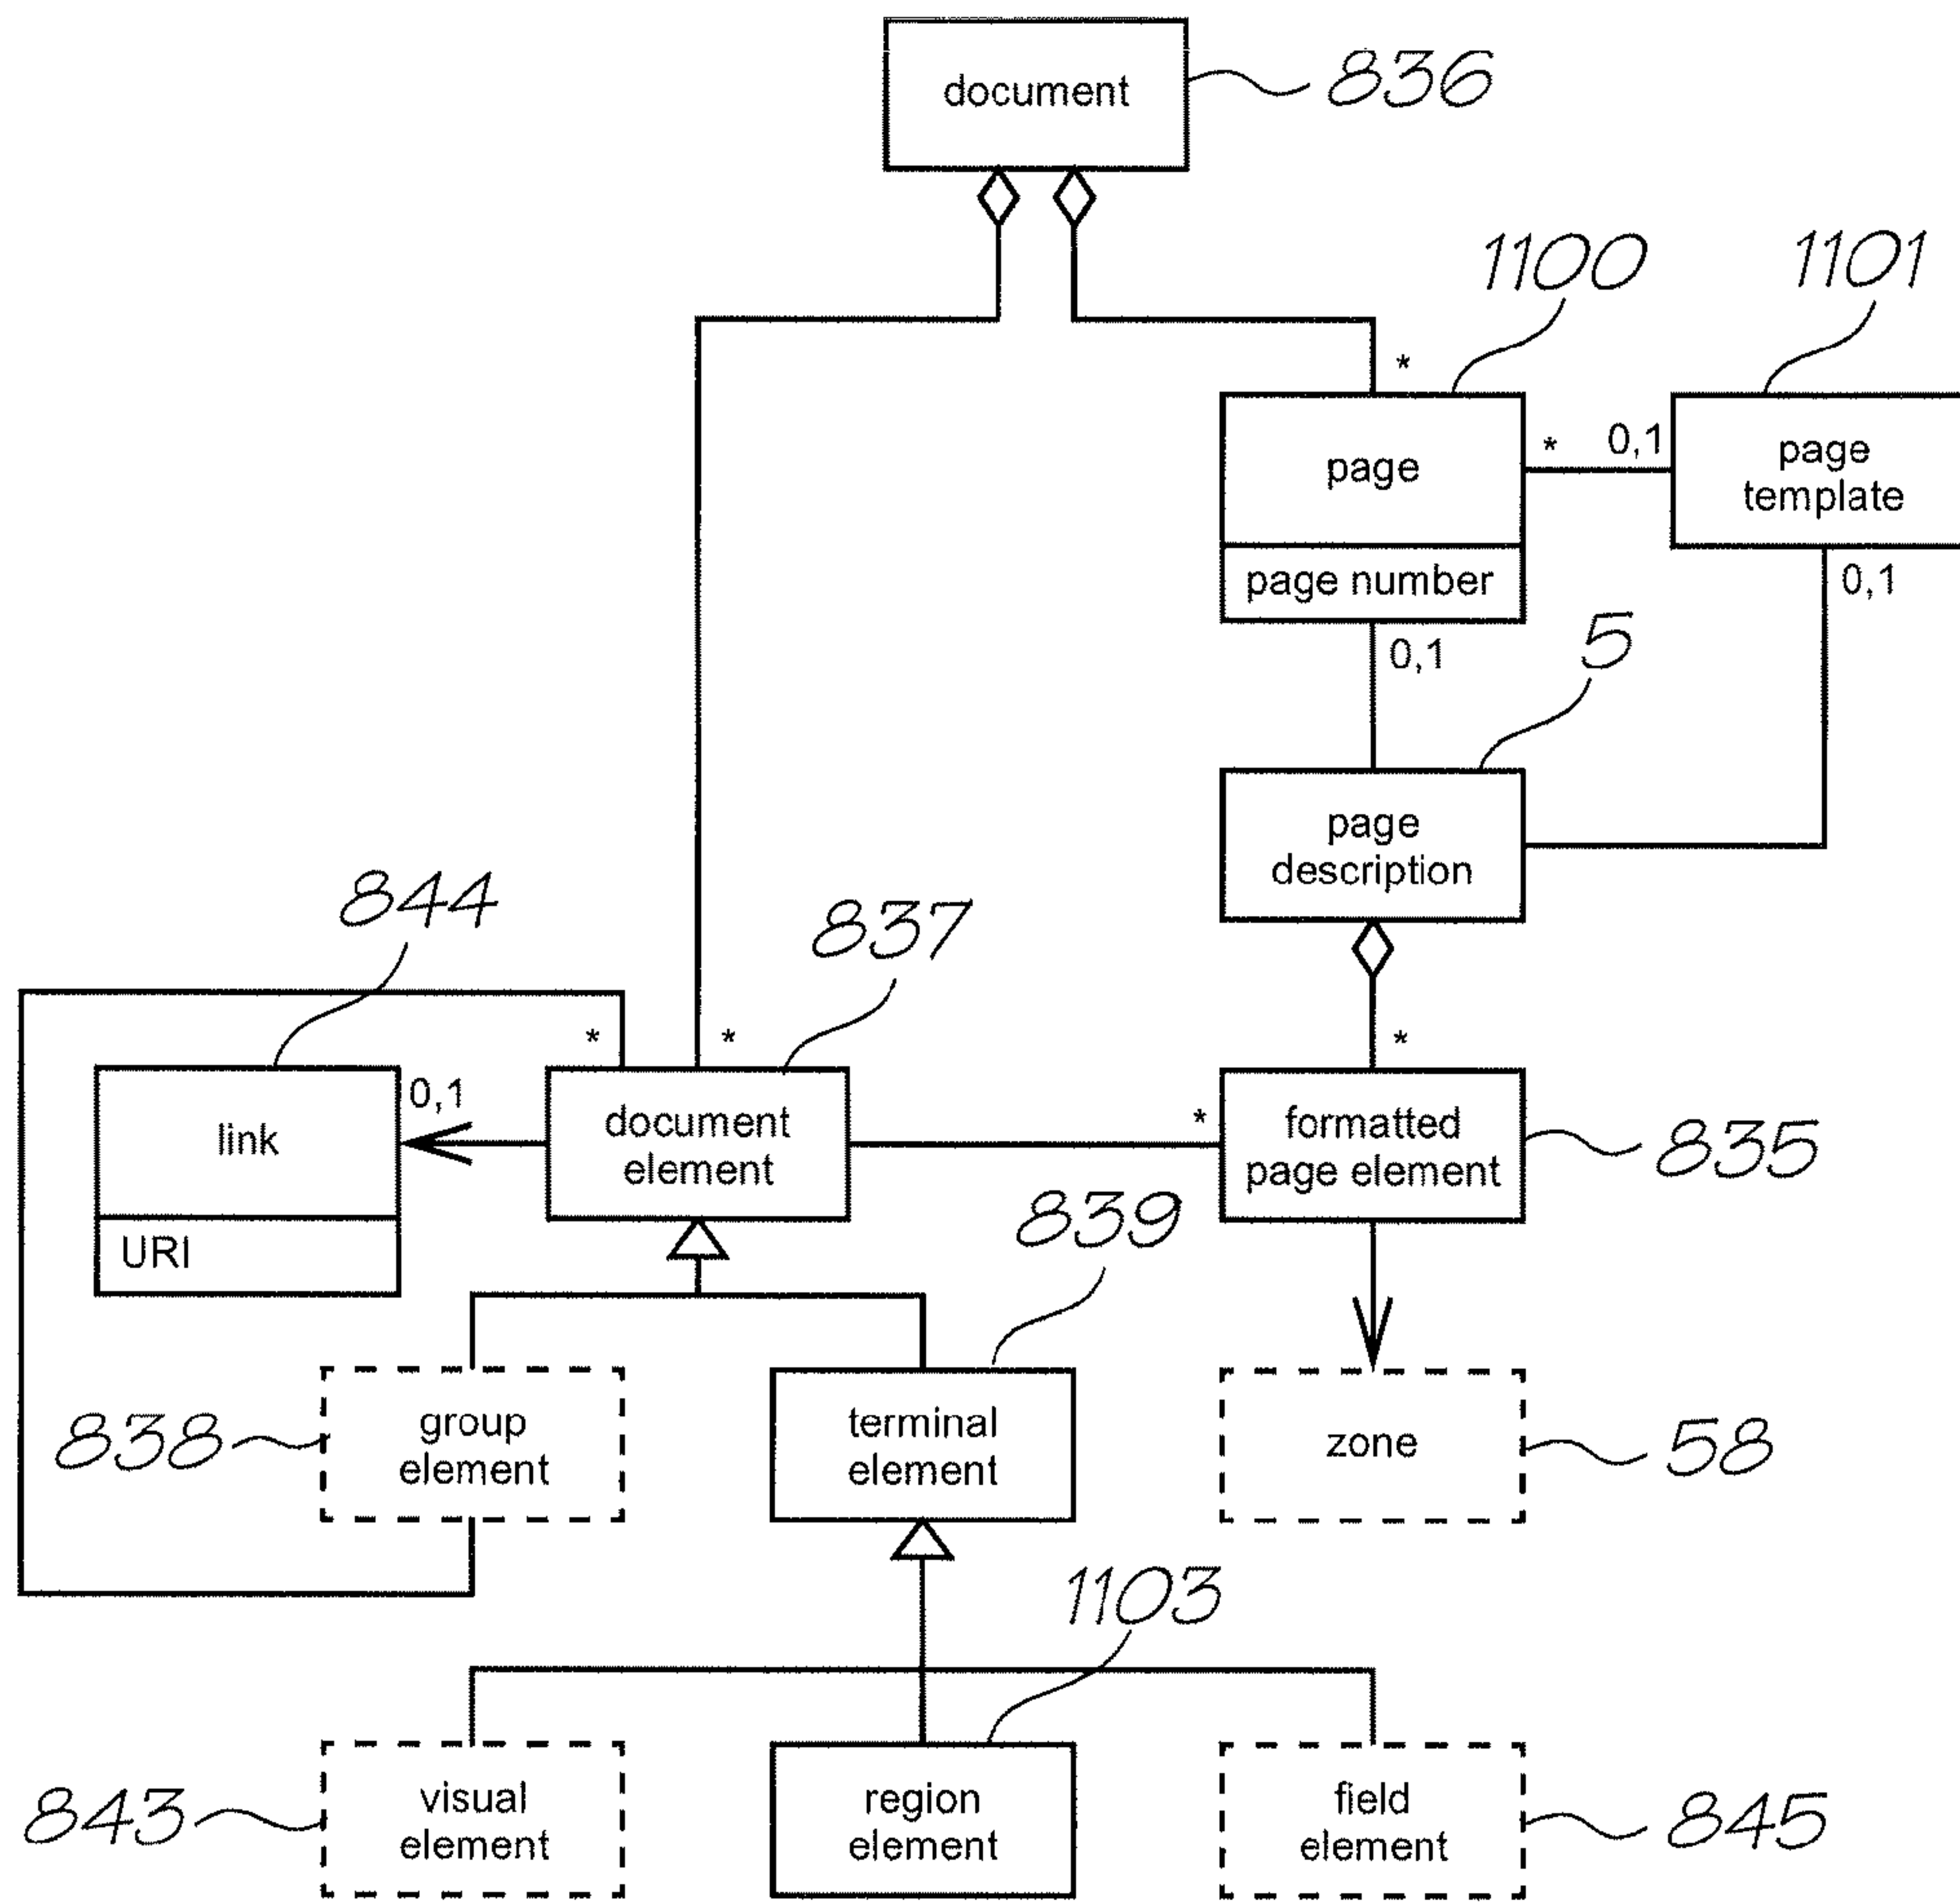 document
836
1100
1101
*
page
*
0,1
page
template
page number
0,1
0,1
5
page
description
844
837
*
*
*
link
0,1
document
element
*
formatted
page element
835
URI
839
838
group
element
terminal
element
zone
58
1103
843
visual
element
region
element
field
element
845